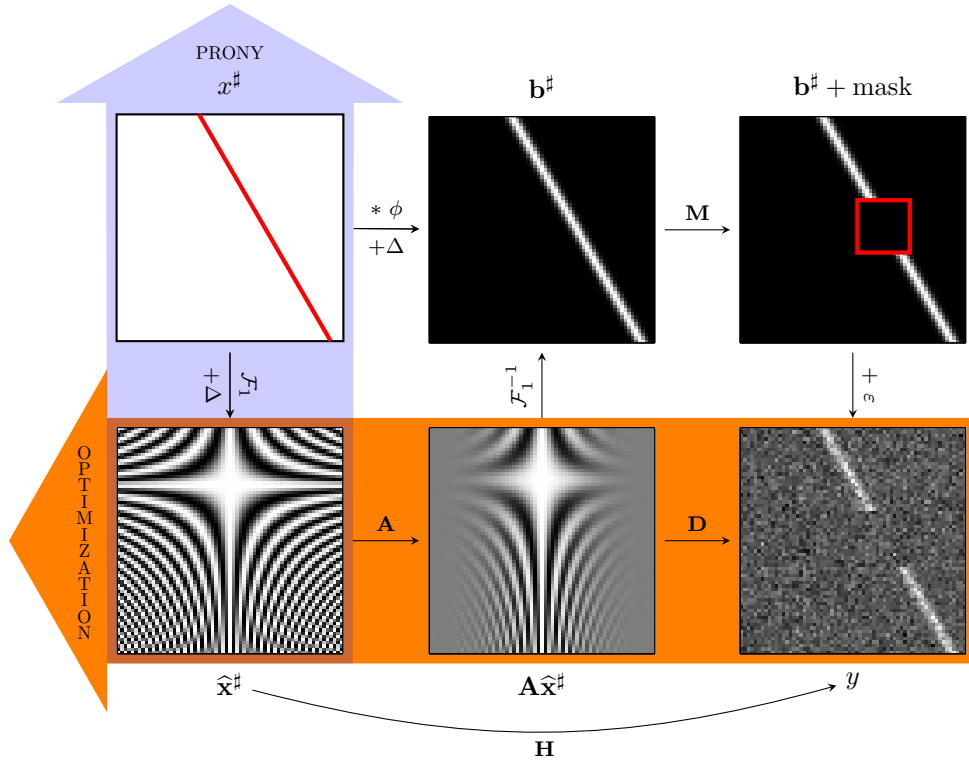 PRONY
x♯
b♯
b♯ + mask
∗ ϕ
+Δ
M
ℱ₁
+Δ
ℱ₁⁻¹
+ ε
OPTIMIZATION
A
D
x̂♯
Ax̂♯
y
H